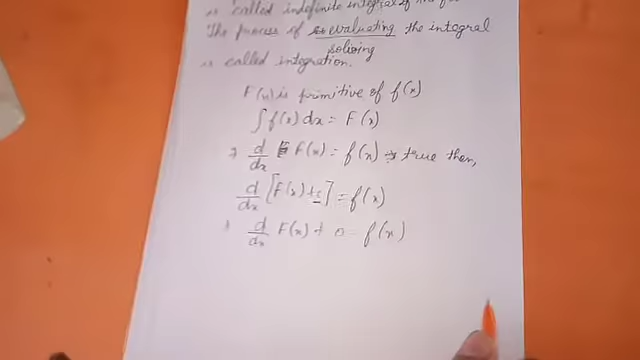 is called indefinite integral of
The process of evaluating the integral
solving
is called integration.
F(x) is primitive of f(x)
∫f(x) dx = F(x)
⇒ d/dx F(x) = f(x) is true then,
d/dx [F(x)+c] = f(x)
⇒ d/dx F(x) + 0 = f(x)